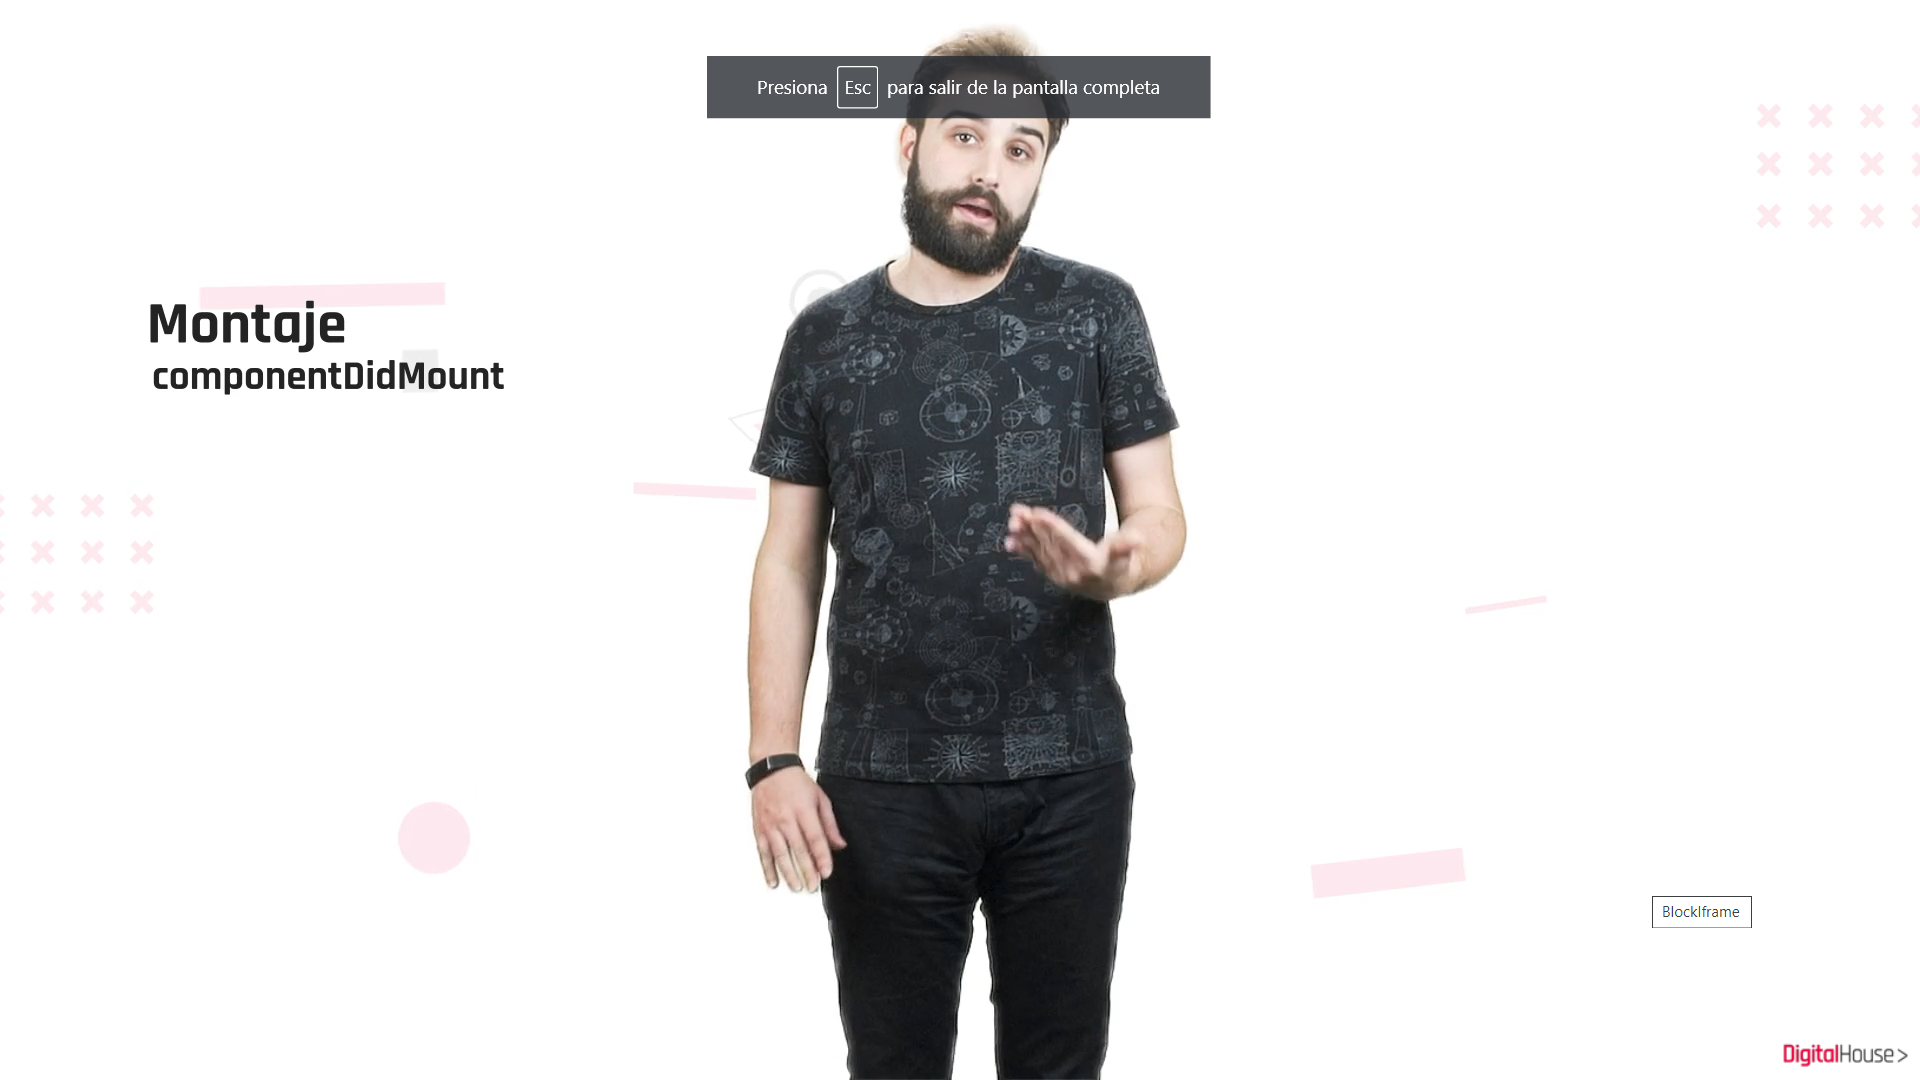 Presiona Esc para salir de la pantalla completa
Montaje
componentDidMount
BlockIframe
DigitalHouse>